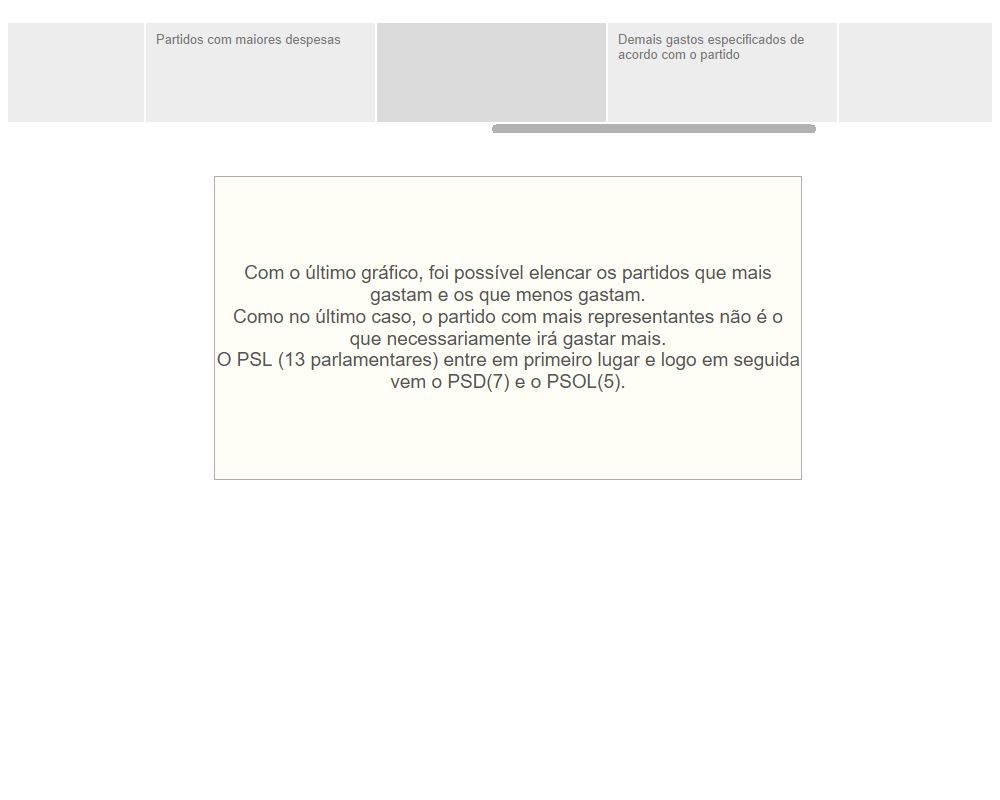 Partidos com maiores despesas
Demais gastos especificados de
acordo com o partido
Com o último gráfico, foi possível elencar os partidos que mais
gastam e os que menos gastam.
Como no último caso, o partido com mais representantes não é o
que necessariamente irá gastar mais.
O PSL (13 parlamentares) entre em primeiro lugar e logo em seguida
vem o PSD(7) e o PSOL(5).